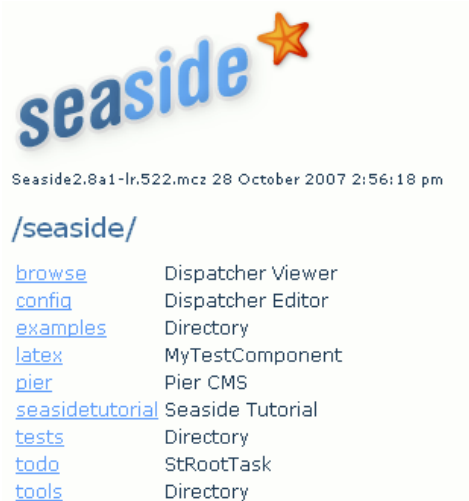 seaside
Seaside2.8a1-lr.522.mcz 28 October 2007 2:56:18 pm
/seaside/
browse Dispatcher Viewer
config Dispatcher Editor
examples Directory
latex MyTestComponent
pier Pier CMS
seasidetutorial Seaside Tutorial
tests Directory
todo StRootTask
tools Directory